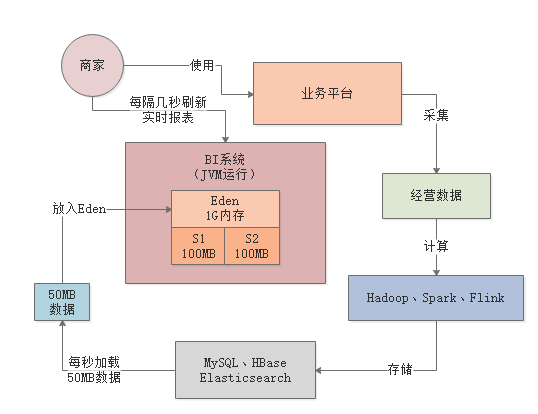 商家
使用
业务平台
每隔几秒刷新
实时报表
采集
BI系统
（JVM运行）
经营数据
放入Eden
Eden
1G内存
S1
100MB
S2
100MB
计算
50MB
数据
Hadoop、Spark、Flink
每秒加载
50MB数据
MySQL、HBase
Elasticsearch
存储